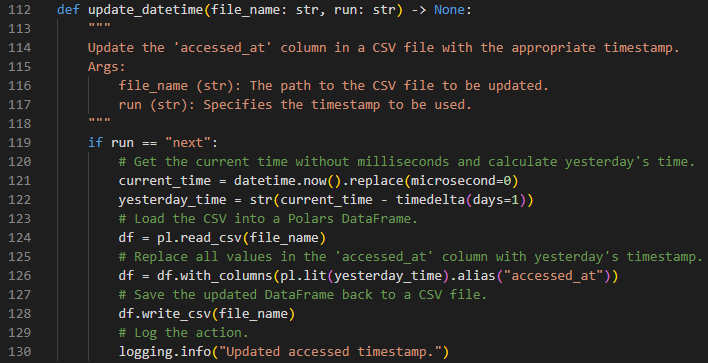 112 def update_datetime(file_name: str, run: str) -> None:
113     """
114     Update the 'accessed_at' column in a CSV file with the appropriate timestamp.
115     Args:
116         file_name (str): The path to the CSV file to be updated.
117         run (str): Specifies the timestamp to be used.
118     """
119     if run == "next":
120         # Get the current time without milliseconds and calculate yesterday's time.
121         current_time = datetime.now().replace(microsecond=0)
122         yesterday_time = str(current_time - timedelta(days=1))
123         # Load the CSV into a Polars DataFrame.
124         df = pl.read_csv(file_name)
125         # Replace all values in the 'accessed_at' column with yesterday's timestamp.
126         df = df.with_columns(pl.lit(yesterday_time).alias("accessed_at"))
127         # Save the updated DataFrame back to a CSV file.
128         df.write_csv(file_name)
129         # Log the action.
130         logging.info("Updated accessed timestamp.")